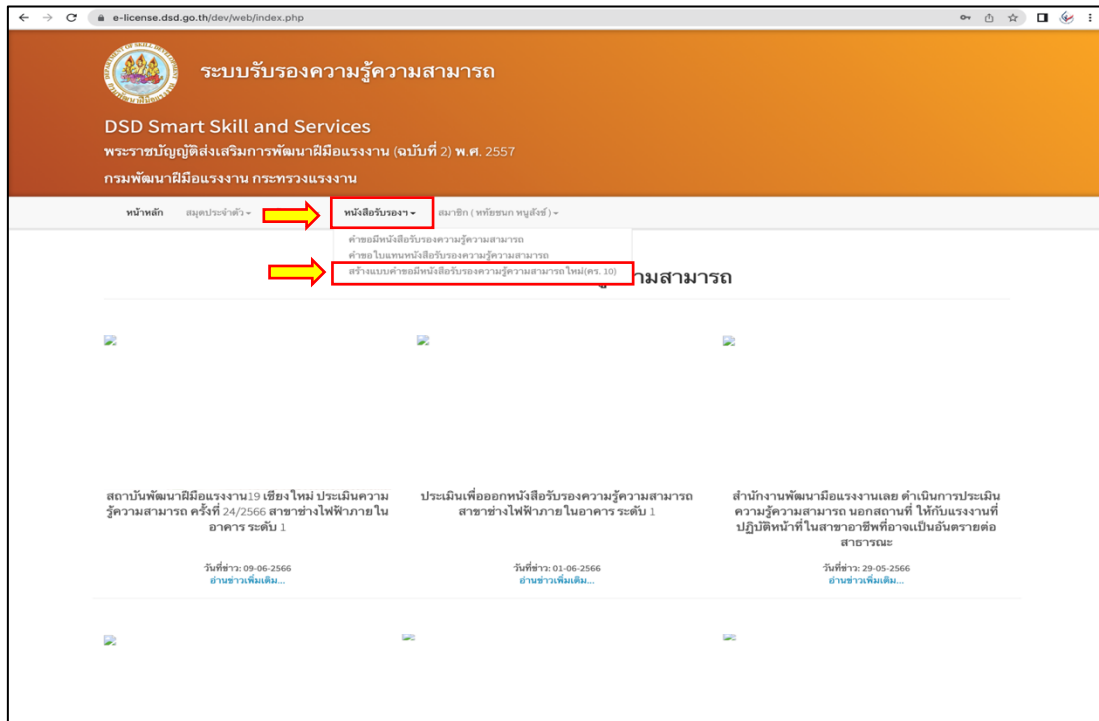 e-license.dsd.go.th/dev/web/index.php
DEPARTMENT OF SKILL DEVELOPMENT
กรมพัฒนาฝีมือแรงงาน
ระบบรับรองความรู้ความสามารถ
DSD Smart Skill and Services
พระราชบัญญัติส่งเสริมการพัฒนาฝีมือแรงงาน (ฉบับที่ 2) พ.ศ. 2557
กรมพัฒนาฝีมือแรงงาน กระทรวงแรงงาน
หน้าหลัก สมุดประจำตัว หนังสือรับรองฯ สมาชิก ( หทัยชนก หนูสังข์ )
คำขอมีหนังสือรับรองความรู้ความสามารถ
คำขอใบแทนหนังสือรับรองความรู้ความสามารถ
สร้างแบบคำขอมีหนังสือรับรองความรู้ความสามารถใหม่(คร. 10)
ามสามารถ
สถาบันพัฒนาฝีมือแรงงาน19 เชียงใหม่ ประเมินความ
รู้ความสามารถ ครั้งที่ 24/2566 สาขาช่างไฟฟ้าภายใน
อาคาร ระดับ 1
วันที่ข่าว: 09-06-2566
อ่านข่าวเพิ่มเติม...
ประเมินเพื่อออกหนังสือรับรองความรู้ความสามารถ
สาขาช่างไฟฟ้าภายในอาคาร ระดับ 1
วันที่ข่าว: 01-06-2566
อ่านข่าวเพิ่มเติม...
สำนักงานพัฒนามือแรงงานเลย ดำเนินการประเมิน
ความรู้ความสามารถ นอกสถานที่ ให้กับแรงงานที่
ปฏิบัติหน้าที่ในสาขาอาชีพที่อาจเป็นอันตรายต่อ
สาธารณะ
วันที่ข่าว: 29-05-2566
อ่านข่าวเพิ่มเติม...